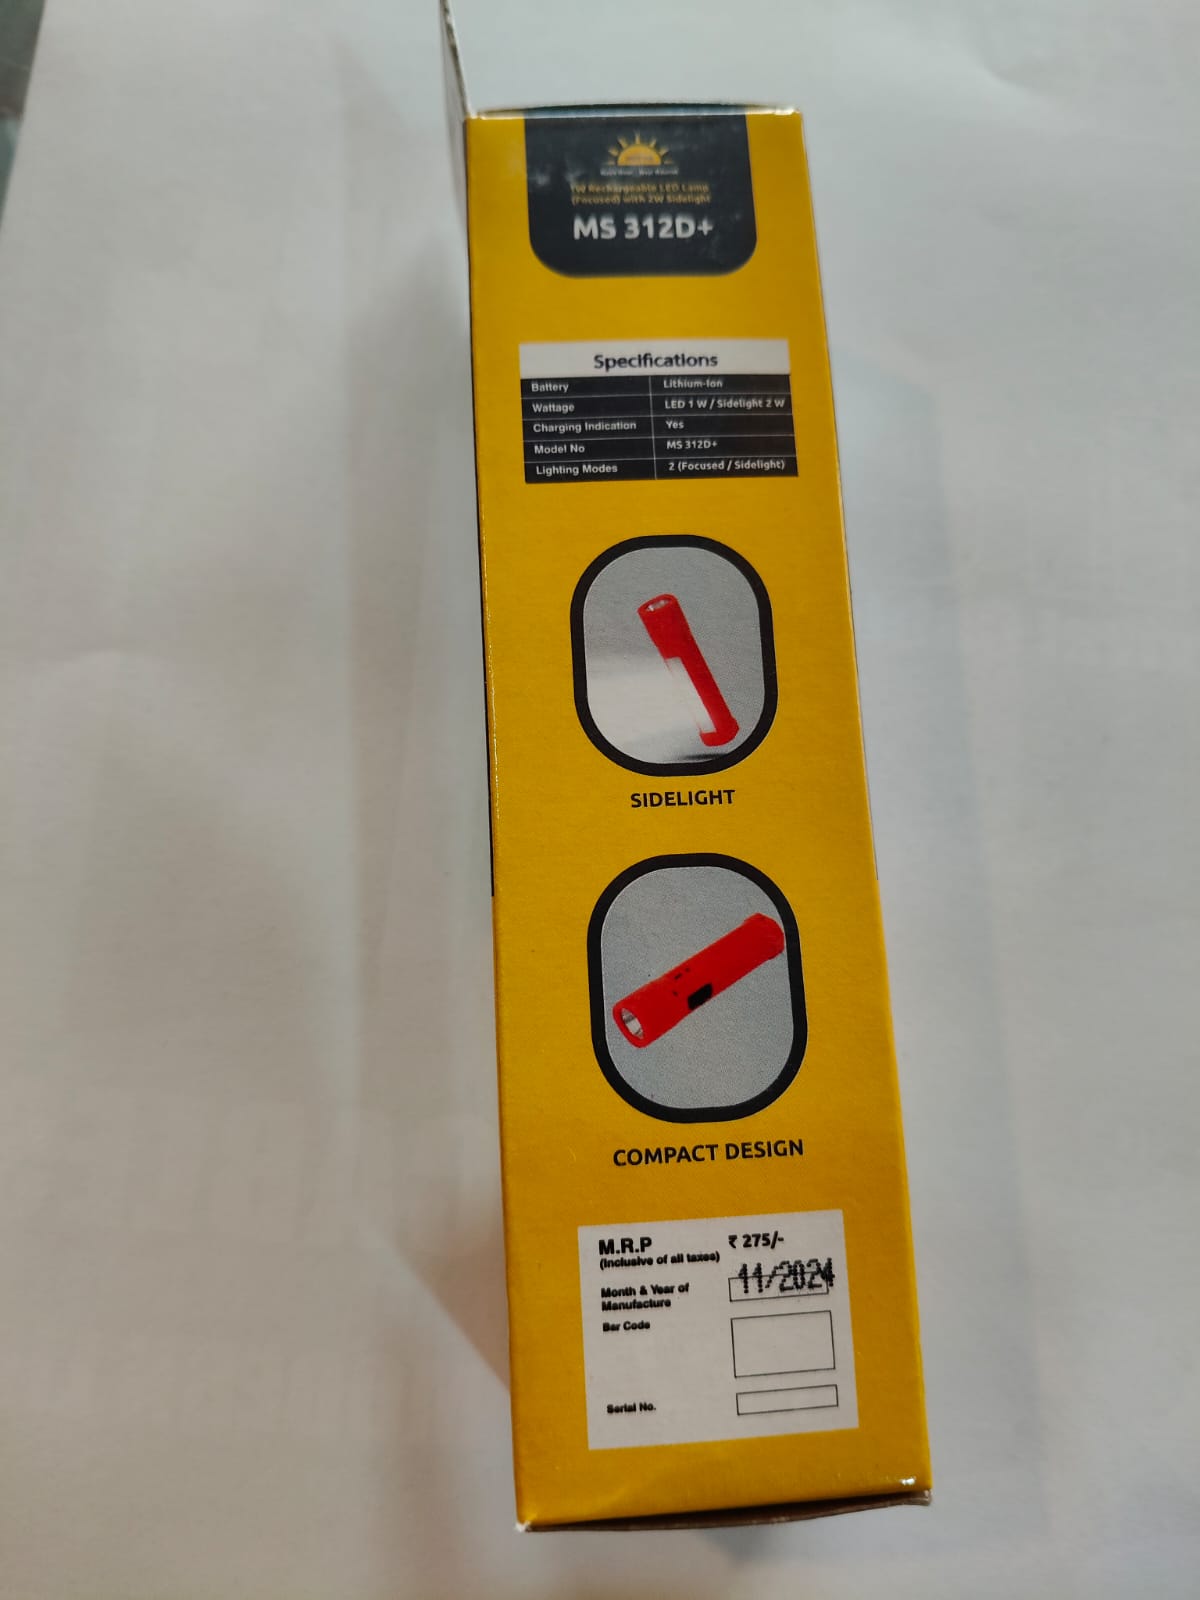 1W Rechargeable LED Lamp
(Focused) with 2W Sidelight
MS 312D+
Specifications
Battery Lithium-Ion
Wattage LED 1 W / Sidelight 2 W
Charging Indication Yes
Model No MS 312D+
Lighting Modes 2 (Focused / Sidelight)
SIDELIGHT
COMPACT DESIGN
M.R.P ₹ 275/-
(Inclusive of all taxes)
Month & Year of 11/2024
Manufacture
Bar Code
Serial No.